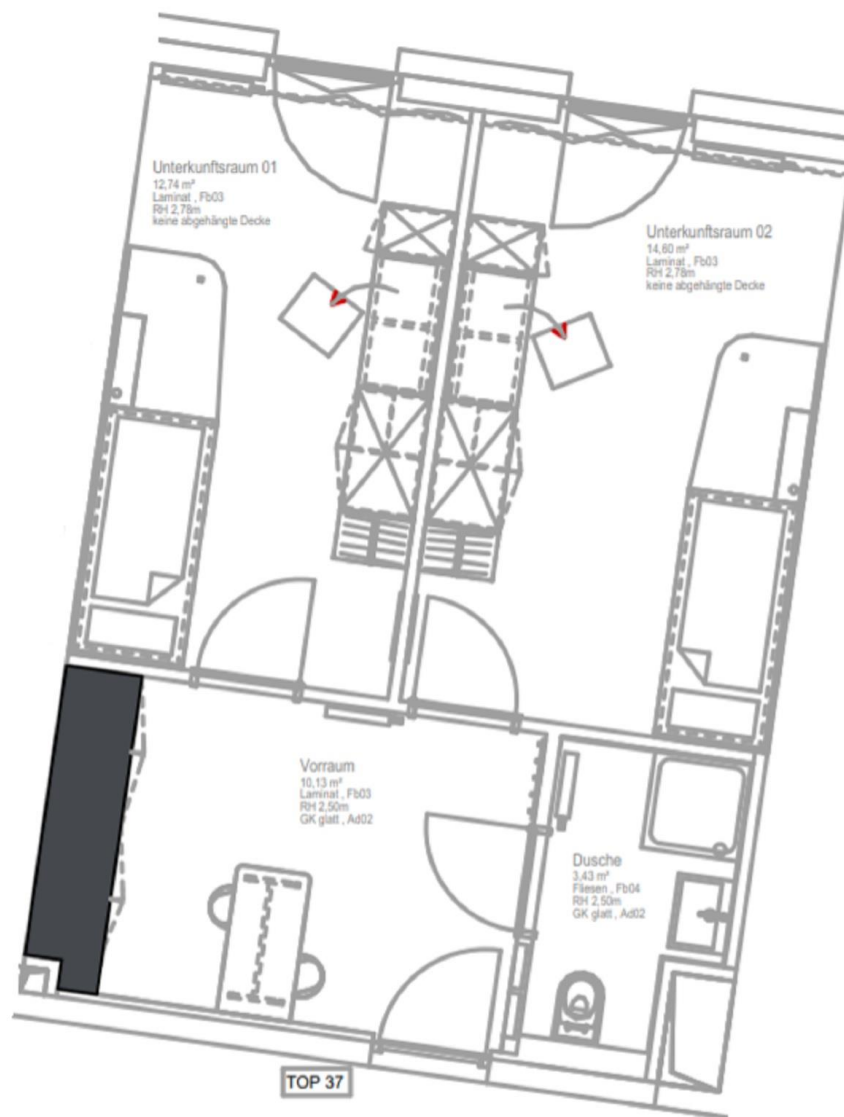 Unterkunftsraum 01
12,74 m²
Laminat , Fb03
RH 2,78m
keine abgehängte Decke
Unterkunftsraum 02
14,60 m²
Laminat , Fb03
RH 2,78m
keine abgehängte Decke
Vorraum
10,13 m²
Laminat , Fb03
RH 2,50m
GK glatt , Ad02
Dusche
3,43 m²
Fliesen , Fb04
RH 2,50m
GK glatt , Ad02
TOP 37